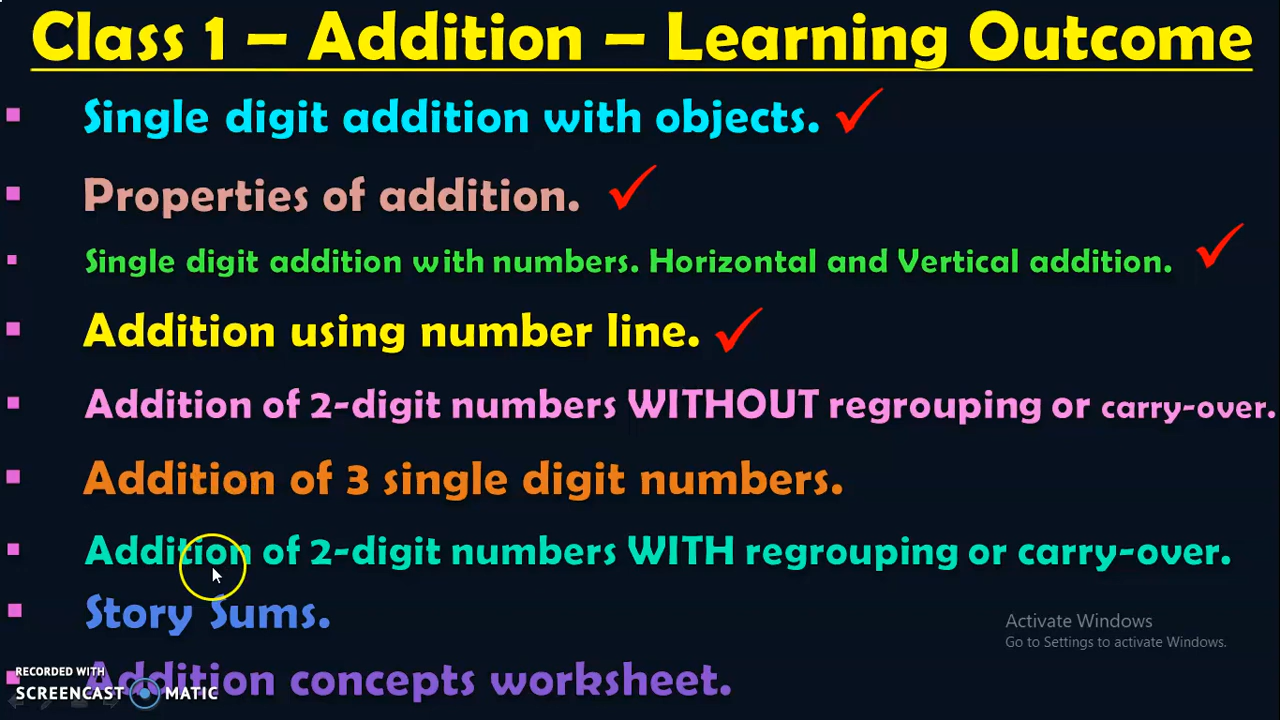 Class 1 – Addition – Learning Outcome
Single digit addition with objects.
Properties of addition.
Single digit addition with numbers. Horizontal and Vertical addition.
Addition using number line.
Addition of 2-digit numbers WITHOUT regrouping or carry-over.
Addition of 3 single digit numbers.
Addition of 2-digit numbers WITH regrouping or carry-over.
Story Sums.
Activate Windows
Go to Settings to activate Windows.
Addition concepts worksheet.
RECORDED WITH
SCREENCAST MATIC